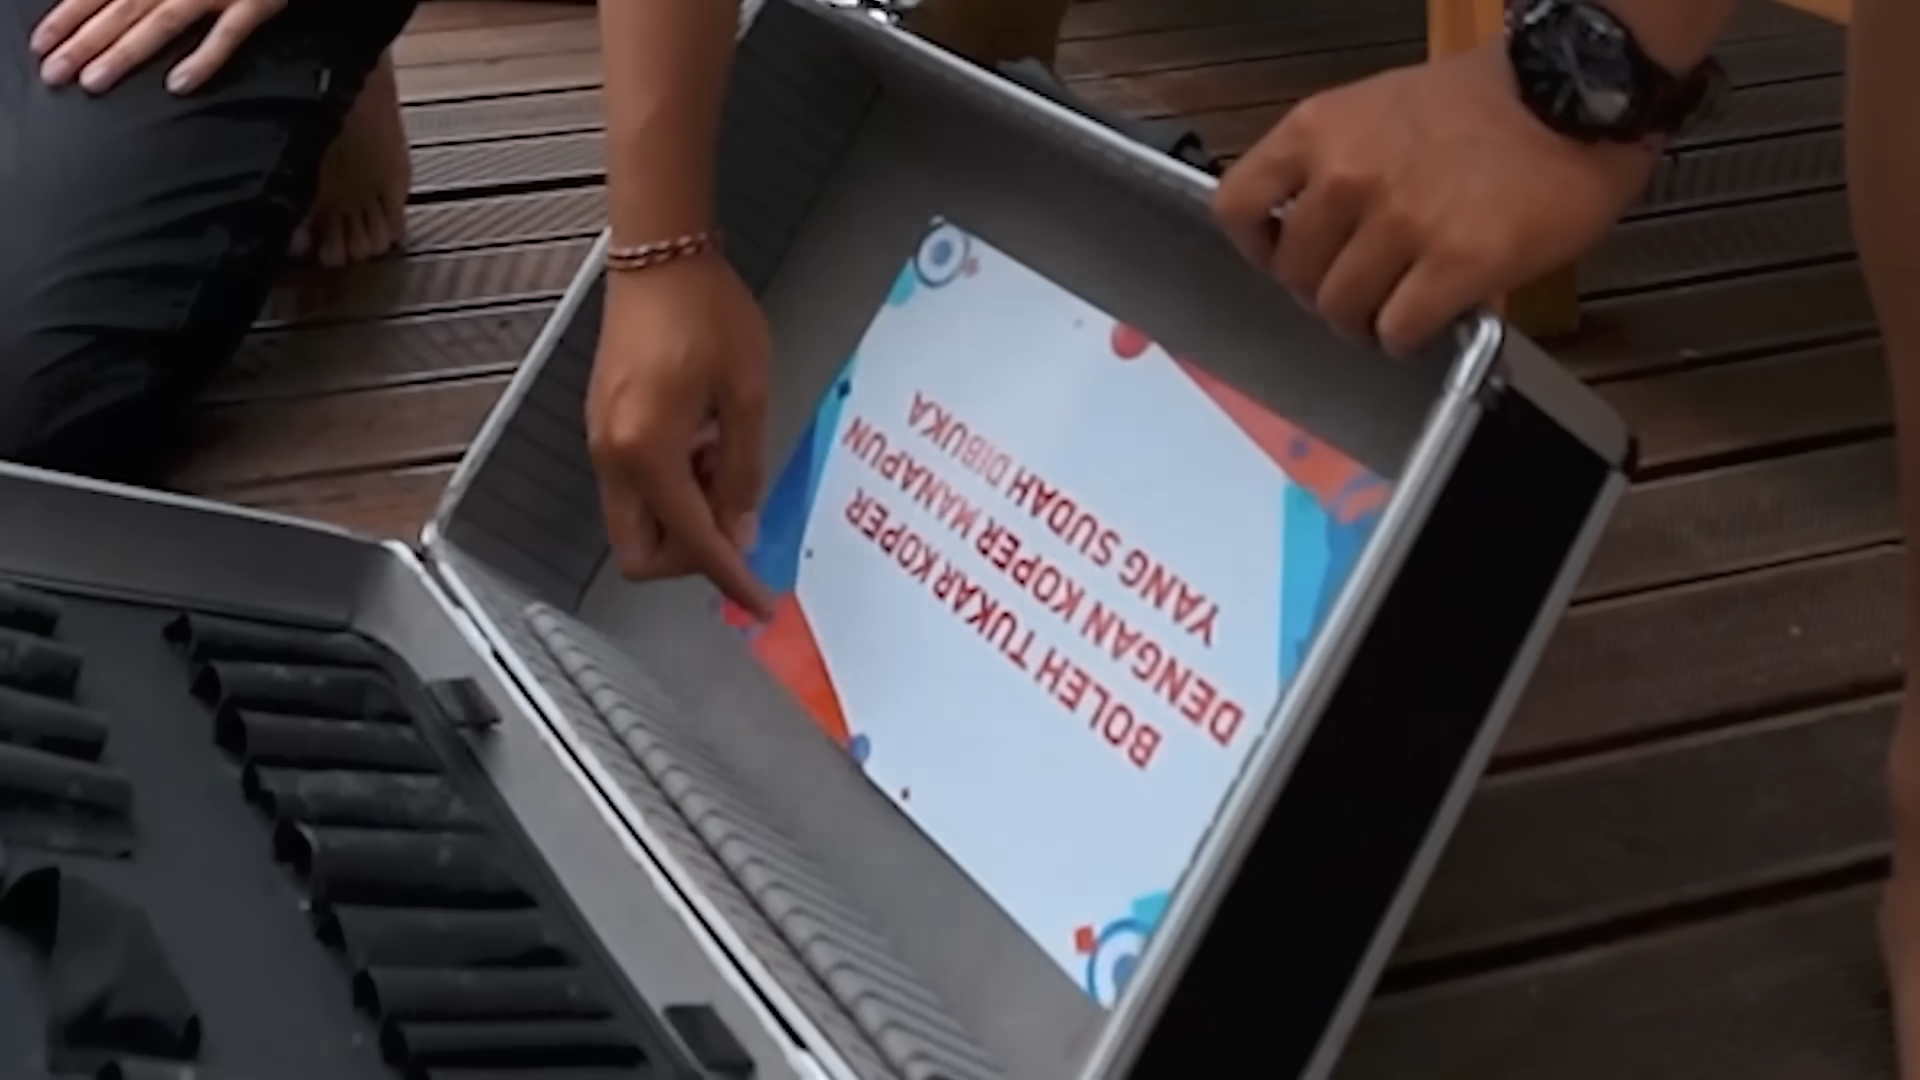 BOLEH TUKAR KOPER
DENGAN KOPER MANAPUN
YANG SUDAH DIBUKA